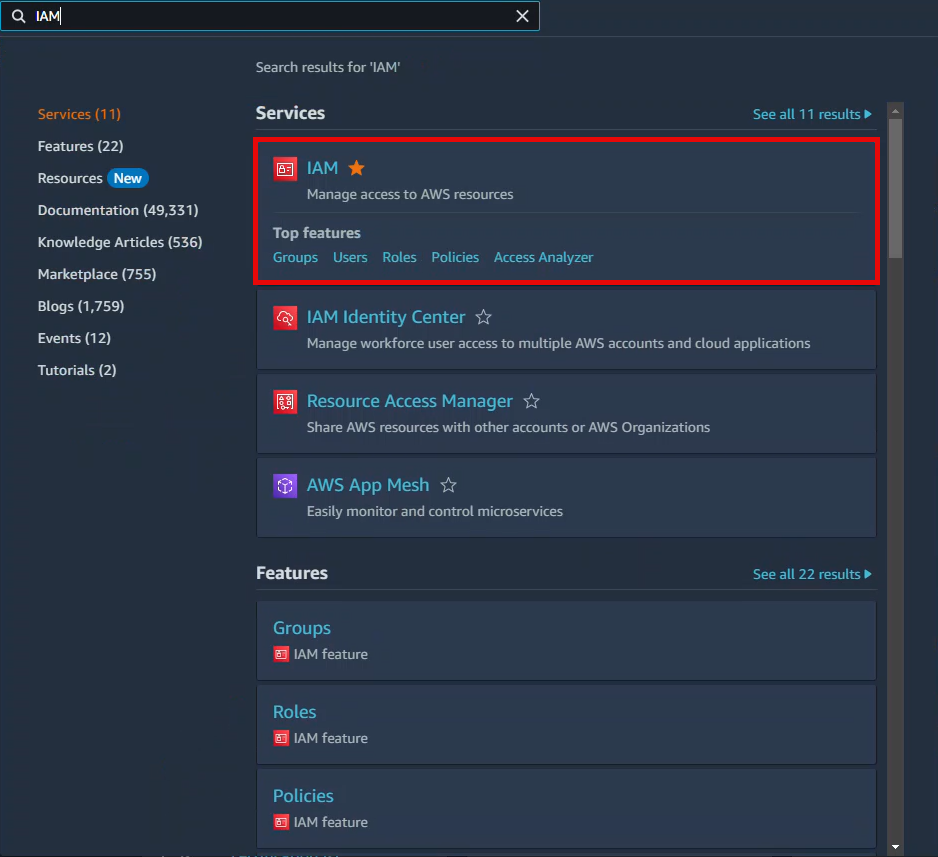 IAM
Search results for 'IAM'
Services (11)
Features (22)
Resources New
Documentation (49,331)
Knowledge Articles (536)
Marketplace (755)
Blogs (1,759)
Events (12)
Tutorials (2)
Services
See all 11 results
IAM
Manage access to AWS resources
Top features
Groups Users Roles Policies Access Analyzer
IAM Identity Center
Manage workforce user access to multiple AWS accounts and cloud applications
Resource Access Manager
Share AWS resources with other accounts or AWS Organizations
AWS App Mesh
Easily monitor and control microservices
Features
See all 22 results
Groups
IAM feature
Roles
IAM feature
Policies
IAM feature